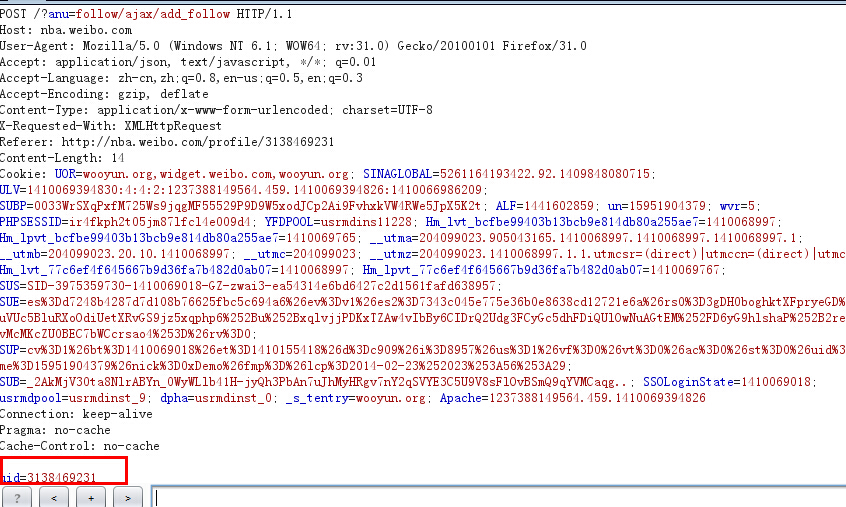 POST /?anu=follow/ajax/add_follow HTTP/1.1
Host: nba.weibo.com
User-Agent: Mozilla/5.0 (Windows NT 6.1; WOW64; rv:31.0) Gecko/20100101 Firefox/31.0
Accept: application/json, text/javascript, */*; q=0.01
Accept-Language: zh-cn,zh;q=0.8,en-us;q=0.5,en;q=0.3
Accept-Encoding: gzip, deflate
Content-Type: application/x-www-form-urlencoded; charset=UTF-8
X-Requested-With: XMLHttpRequest
Referer: http://nba.weibo.com/profile/3138469231
Content-Length: 14
Cookie: UOR=wooyun.org,widget.weibo.com,wooyun.org; SINAGLOBAL=5261164193422.92.1409848080715;
ULV=1410069394830:4:4:2:1237388149564.459.1410069394826:1410066986209;
SUBP=0033WrSXqPxfM725Ws9jqgMF55529P9D9W5xodJCp2Ai9FvhxkVW4RWe5JpX5K2t; ALF=1441602859; un=15951904379; wvr=5;
PHPSESSID=ir4fkph2t05jm87lfcl4e009d4; YFDPOOL=usrmdins11228; Hm_lvt_bcfbe99403b13bcb9e814db80a255ae7=1410068997;
Hm_lpvt_bcfbe99403b13bcb9e814db80a255ae7=1410069765; __utma=204099023.905043165.1410068997.1410068997.1410068997.1;
__utmb=204099023.20.10.1410068997; __utmc=204099023; __utmz=204099023.1410068997.1.1.utmcsr=(direct)|utmccn=(direct)|utmc
Hm_lvt_77c6ef4f645667b9d36fa7b482d0ab07=1410068997; Hm_lpvt_77c6ef4f645667b9d36fa7b482d0ab07=1410069767;
SUS=SID-3975359730-1410069018-GZ-zwai3-ea54314e6bd6427c2d1561fafd638957;
SUE=es%3Dd7248b4287d7d108b76625fbc5c694a6%26ev%3Dv1%26es2%3D7343c045e775e36b0e8638cd12721e6a%26rs0%3D3gDH0boghktXFpryeGD%
uVUc5BluRXoOdiUetXRvGS9jz5xqphp6%252Bu%252BxqlvjjPDKxTZAw4vIbBy6CIDrQ2Udg3FCyGc5dhFDiQUlOwNuAGtEM%252FD6yG9hlshaP%252B2re
vMcMKcZU0BEC7bWCcrsao4%253D%26rv%3D0;
SUP=cv%3D1%26bt%3D1410069018%26et%3D1410155418%26d%3Dc909%26i%3D8957%26us%3D1%26vf%3D0%26vt%3D0%26ac%3D0%26st%3D0%26uid%
me%3D15951904379%26nick%3D0xDemo%26fmp%3D%26lcp%3D2014-02-23%252023%253A56%253A29;
SUB=_2AkMjV30ta8NlrABYn_0WyWLlb41H-jyQh3PbAn7uJhMyHRgv7nY2qSVYE3C5U9V8sFlOvBSmQ9qYVMCaqg..; SSOLoginState=1410069018;
usrmdpool=usrmdinst_9; dpha=usrmdinst_0; _s_tentry=wooyun.org; Apache=1237388149564.459.1410069394826
Connection: keep-alive
Pragma: no-cache
Cache-Control: no-cache
uid=3138469231
? < + >